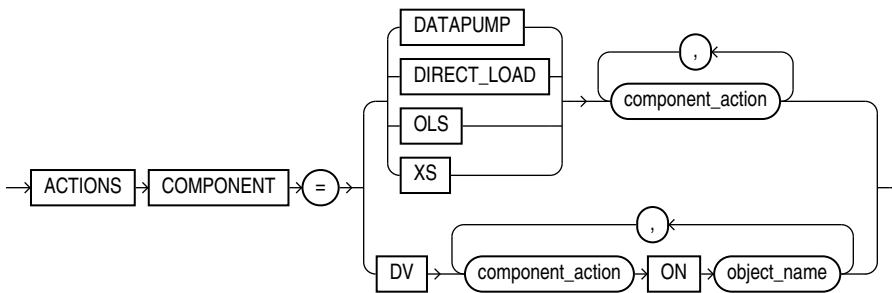 DATAPUMP
,
DIRECT_LOAD
component_action
OLS
ACTIONS COMPONENT =
XS
,
DV component_action ON object_name